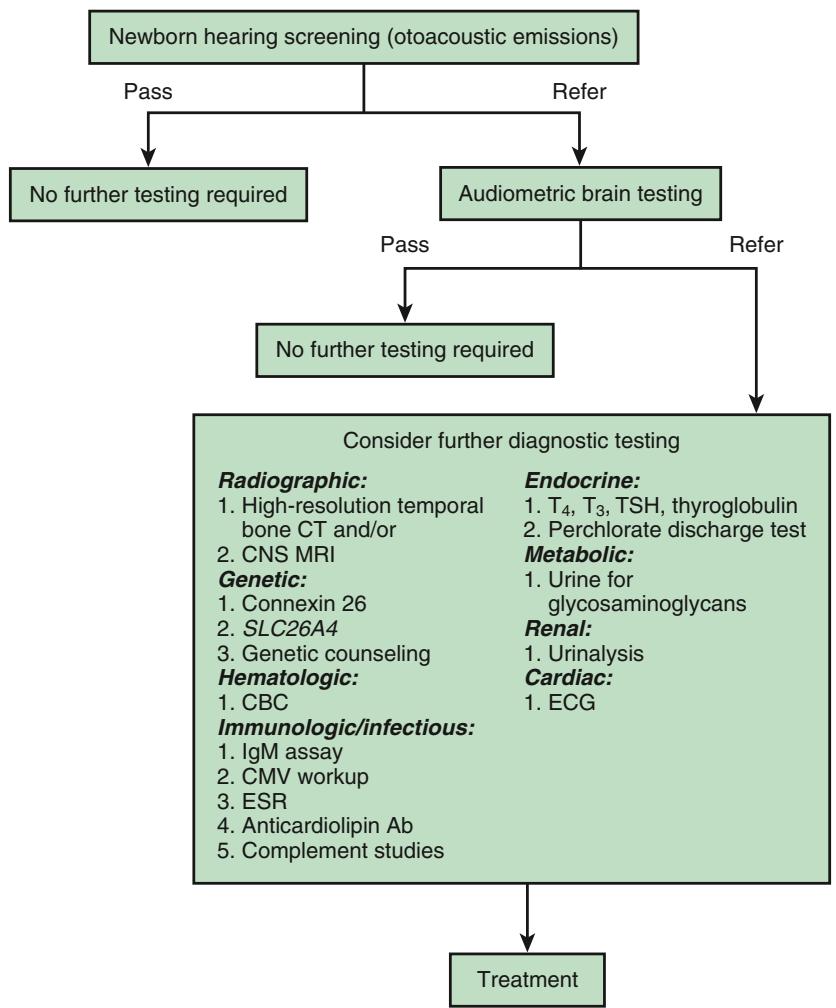 Newborn hearing screening (otoacoustic emissions)
Pass
Refer
No further testing required
Audiometric brain testing
Pass
Refer
No further testing required
Consider further diagnostic testing
Radiographic:
1. High-resolution temporal
bone CT and/or
2. CNS MRI
Genetic:
1. Connexin 26
2. SLC26A4
3. Genetic counseling
Hematologic:
1. CBC
Immunologic/infectious:
1. IgM assay
2. CMV workup
3. ESR
4. Anticardiolipin Ab
5. Complement studies
Endocrine:
1. T₄, T₃, TSH, thyroglobulin
2. Perchlorate discharge test
Metabolic:
1. Urine for
glycosaminoglycans
Renal:
1. Urinalysis
Cardiac:
1. ECG
Treatment